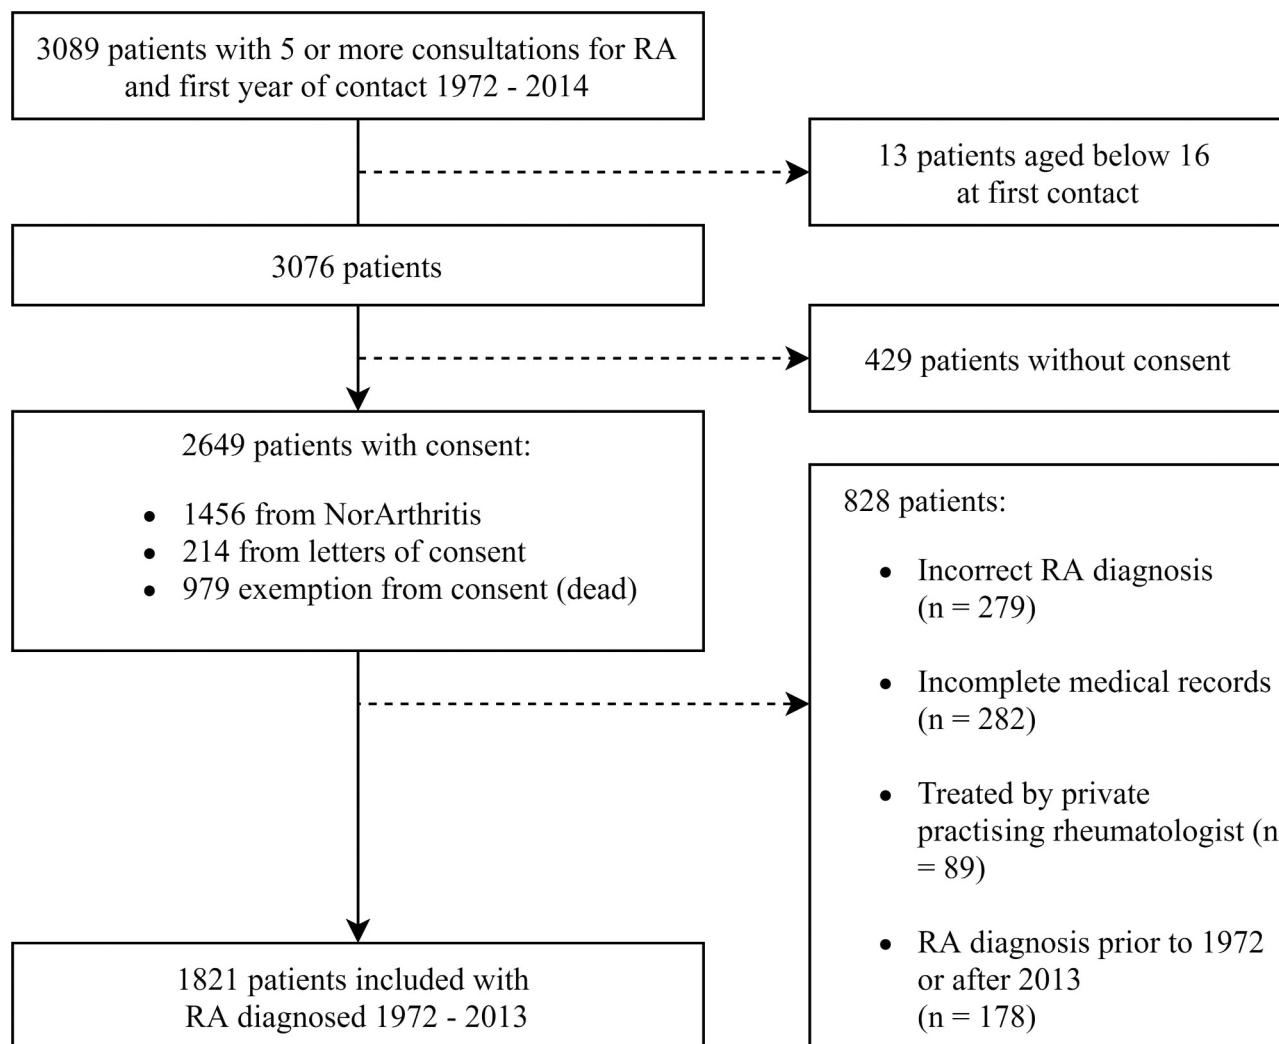 3089 patients with 5 or more consultations for RA
and first year of contact 1972 - 2014
13 patients aged below 16
at first contact
3076 patients
429 patients without consent
2649 patients with consent:
• 1456 from NorArthritis
• 214 from letters of consent
• 979 exemption from consent (dead)
828 patients:
• Incorrect RA diagnosis
(n = 279)
• Incomplete medical records
(n = 282)
• Treated by private
practising rheumatologist (n
= 89)
• RA diagnosis prior to 1972
or after 2013
(n = 178)
1821 patients included with
RA diagnosed 1972 - 2013